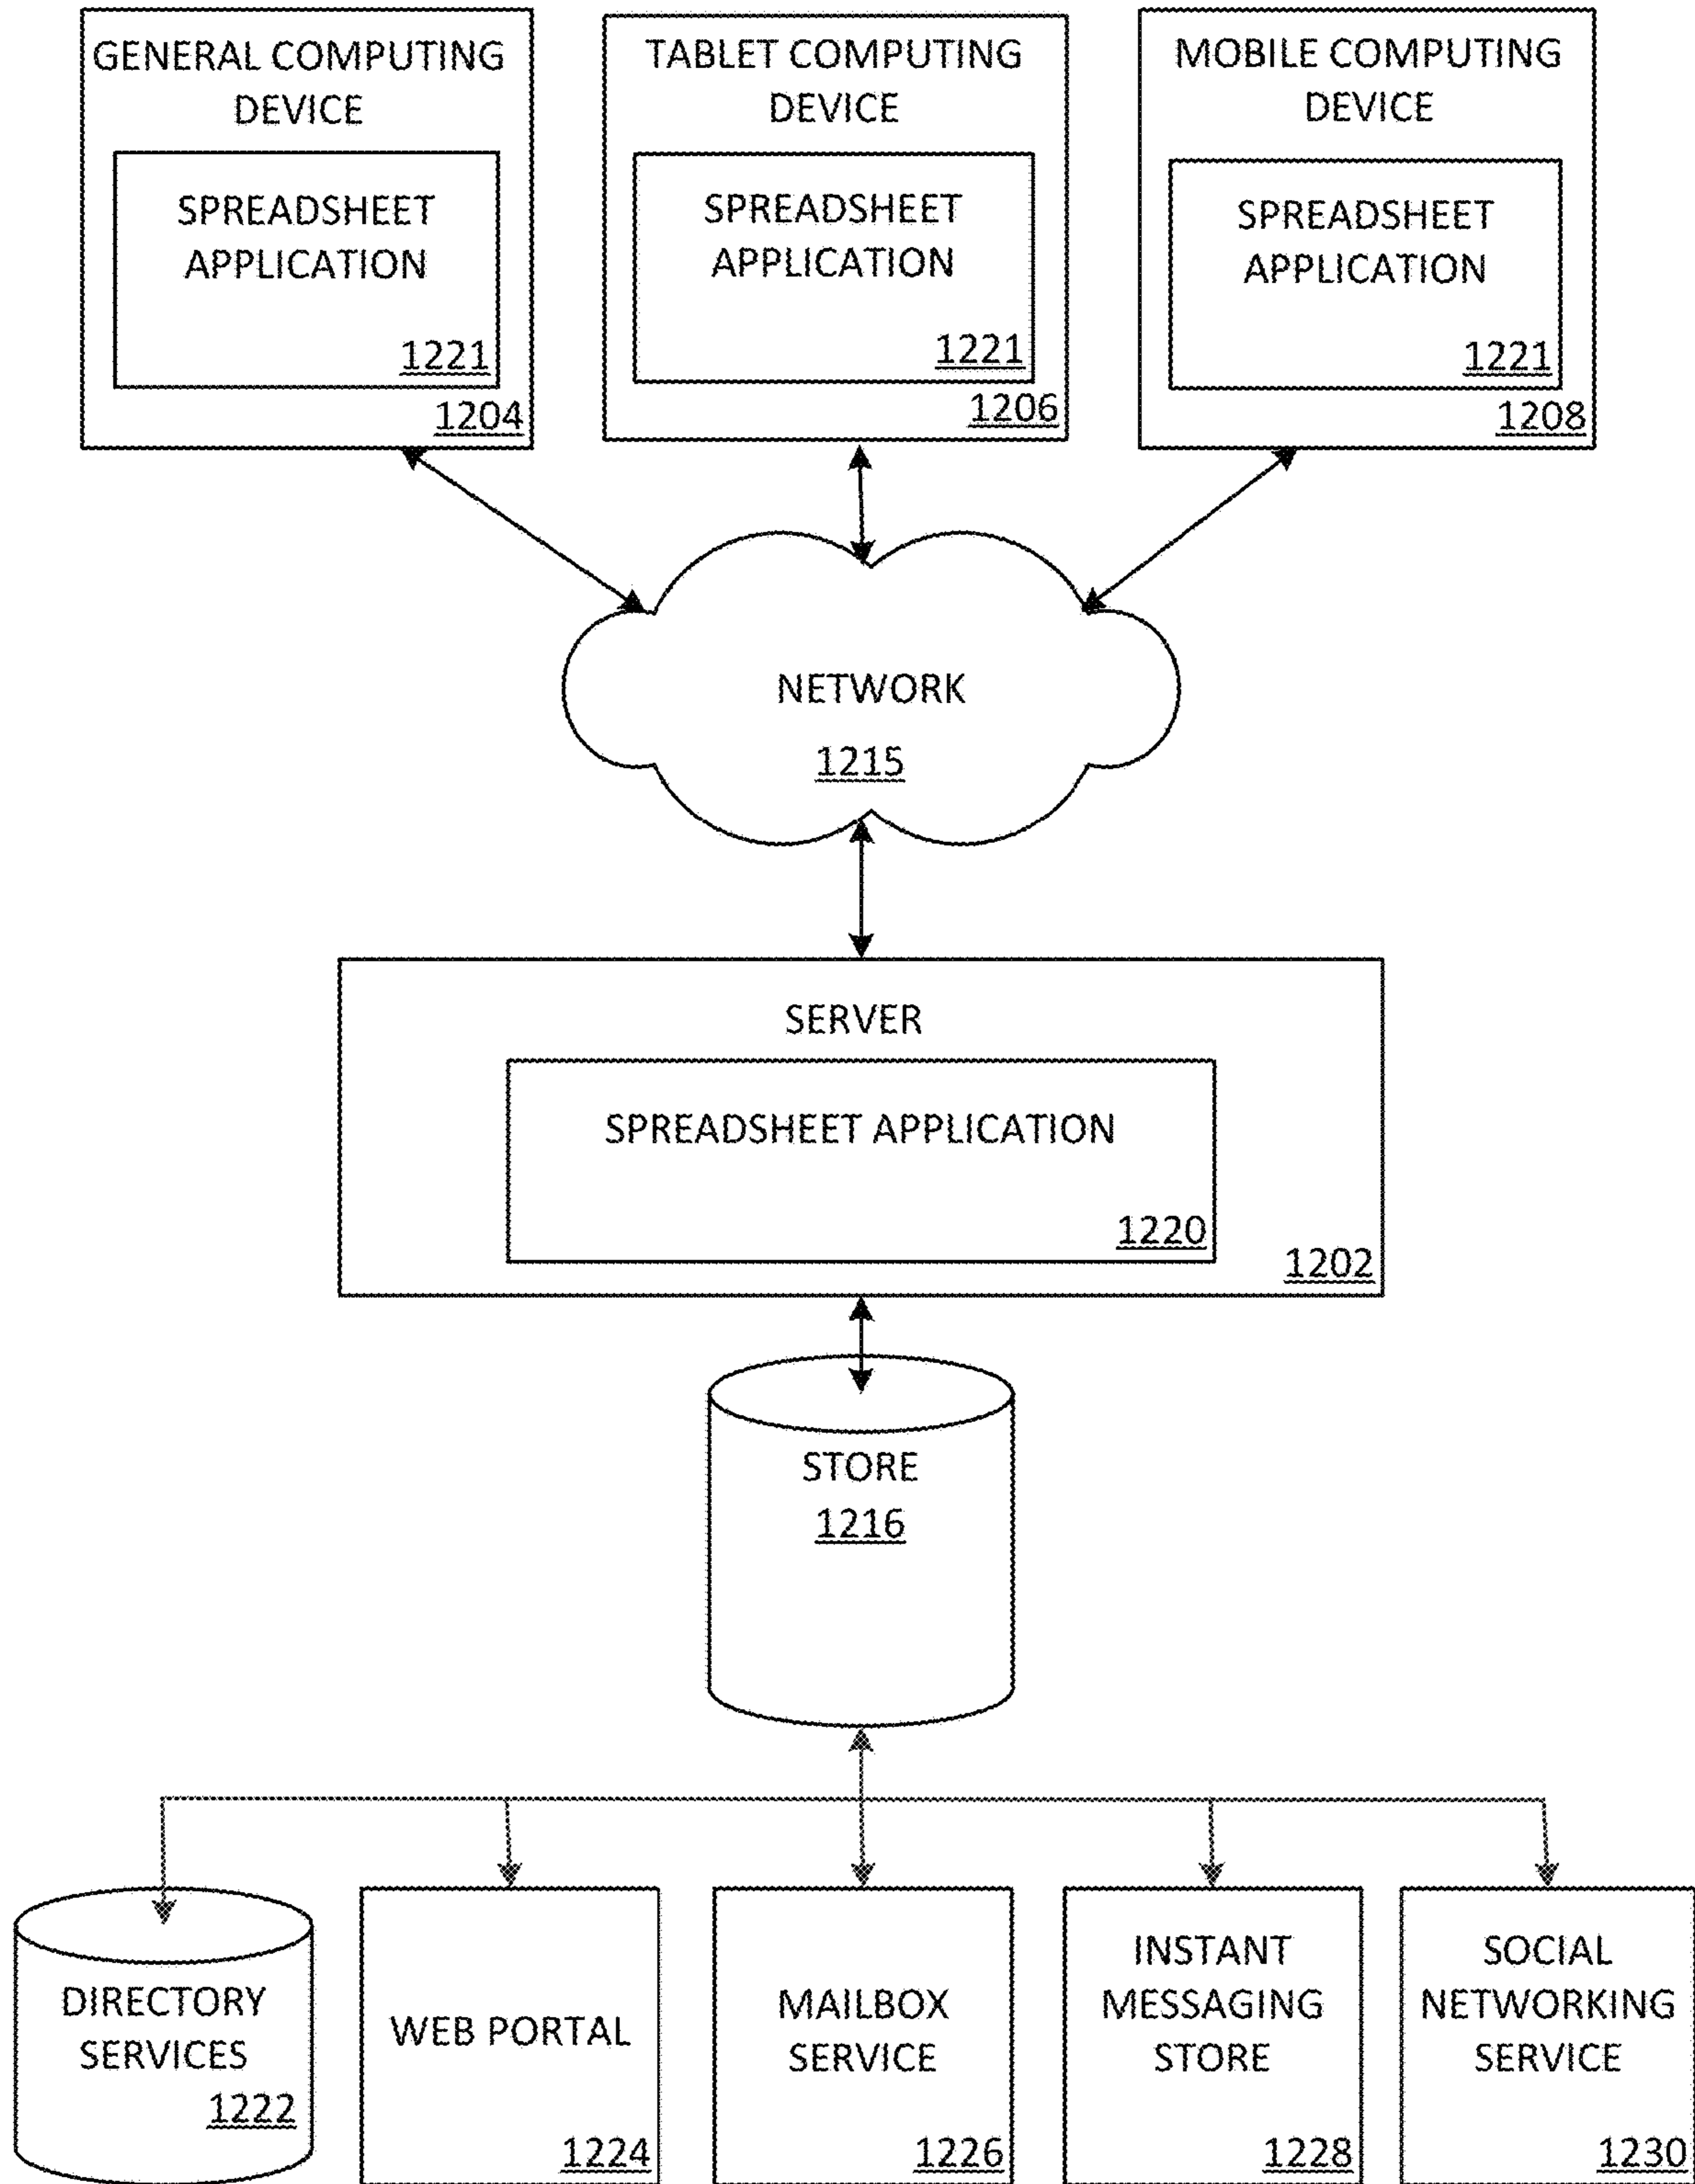 GENERAL COMPUTING
DEVICE
SPREADSHEET
APPLICATION
1221
1204
TABLET COMPUTING
DEVICE
SPREADSHEET
APPLICATION
1221
1206
MOBILE COMPUTING
DEVICE
SPREADSHEET
APPLICATION
1221
1208
NETWORK
1215
SERVER
SPREADSHEET APPLICATION
1220
1202
STORE
1216
DIRECTORY
SERVICES
1222
WEB PORTAL
1224
MAILBOX
SERVICE
1226
INSTANT
MESSAGING
STORE
1228
SOCIAL
NETWORKING
SERVICE
1230